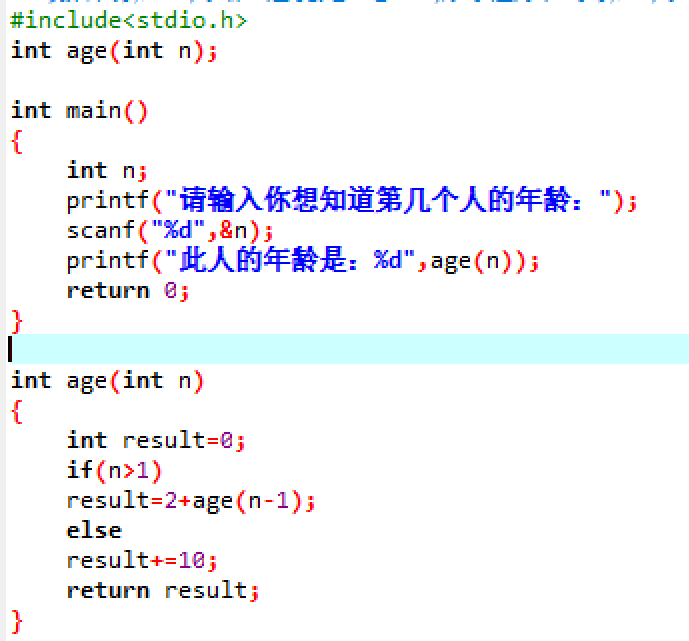 #include<stdio.h>
int age(int n);
int main()
{
int n;
printf("请输入你想知道第几个人的年龄：");
scanf("%d",&n);
printf("此人的年龄是：%d",age(n));
return 0;
}
int age(int n)
{
int result=0;
if(n>1)
result=2+age(n-1);
else
result+=10;
return result;
}